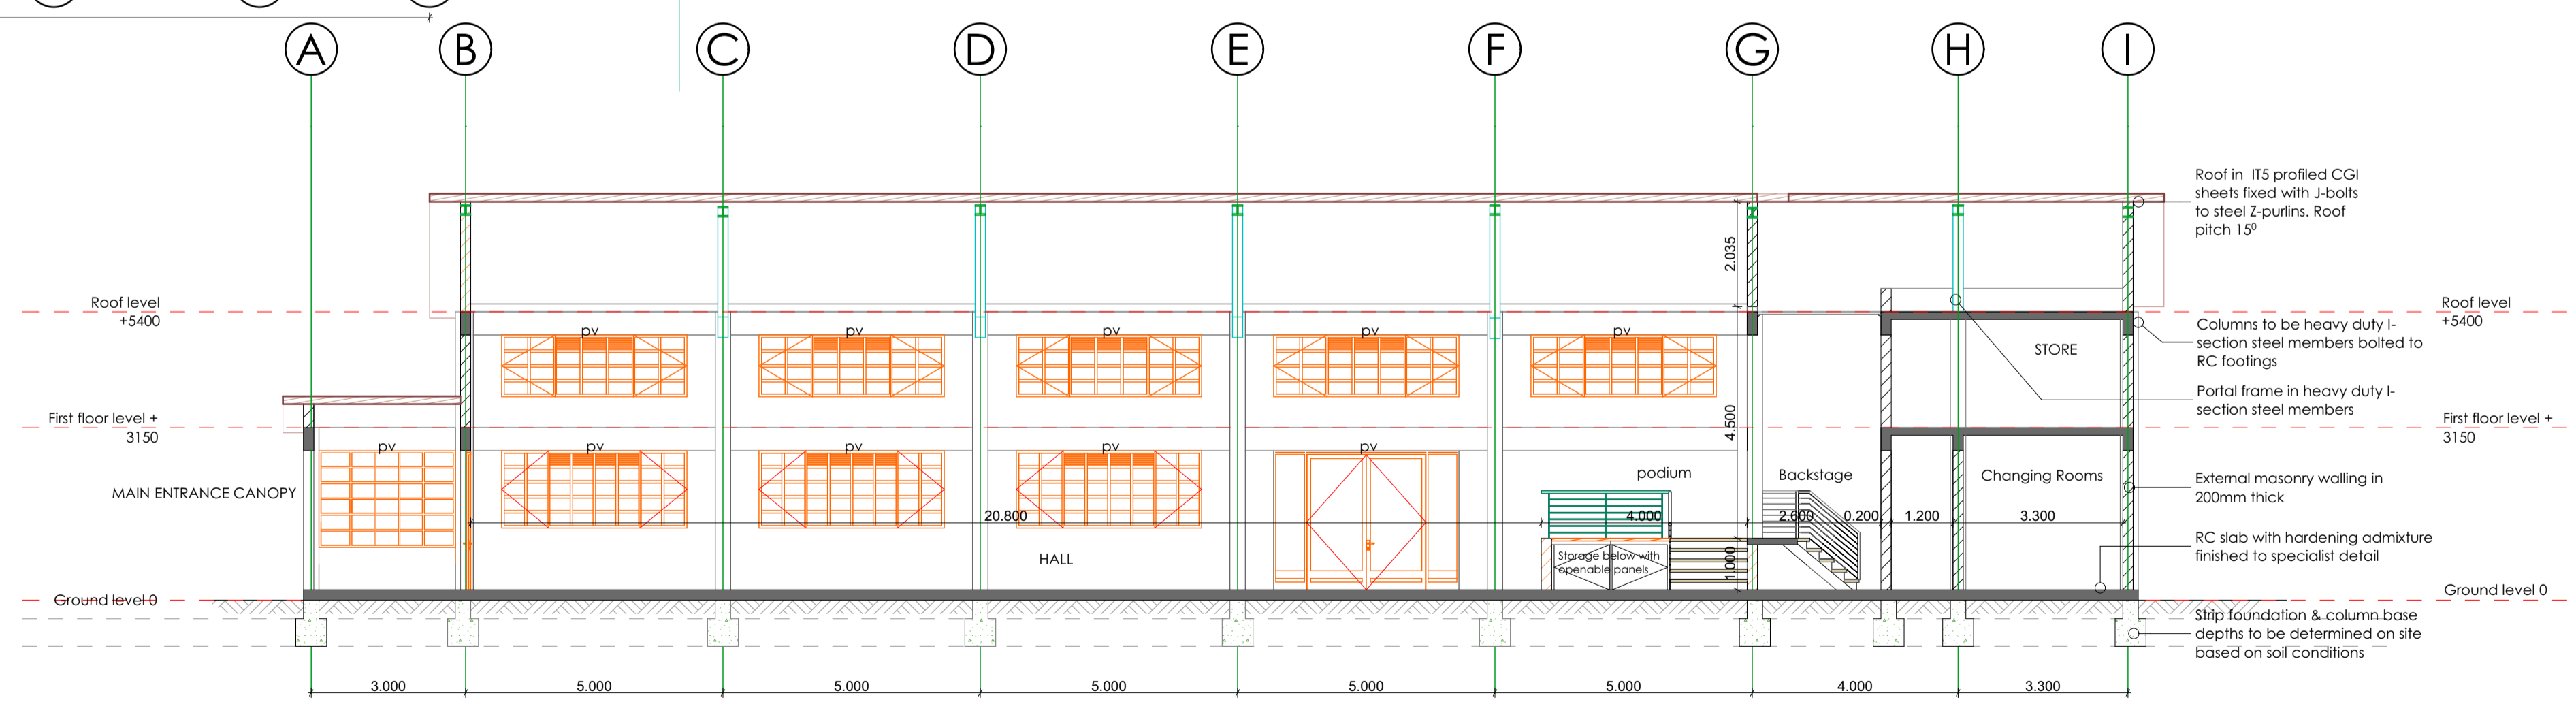 A B C D E F G H I
Roof in IT5 profiled CGI
sheets fixed with J-bolts
to steel Z-purlins. Roof
pitch 15⁰
2.035
Roof level
+5400
Roof level
+5400
pv pv pv pv pv
Columns to be heavy duty I-
section steel members bolted to
RC footings
STORE
Portal frame in heavy duty I-
section steel members
First floor level +
3150
First floor level +
3150
4.500
pv pv pv pv pv
podium
Backstage
Changing Rooms
External masonry walling in
200mm thick
MAIN ENTRANCE CANOPY
20.800 4.000 2.600 0.200 1.200 3.300
RC slab with hardening admixture
finished to specialist detail
HALL
Storage below with
openable panels
1.000
Ground level 0
Ground level 0
Strip foundation & column base
depths to be determined on site
based on soil conditions
3.000 5.000 5.000 5.000 5.000 5.000 4.000 3.300